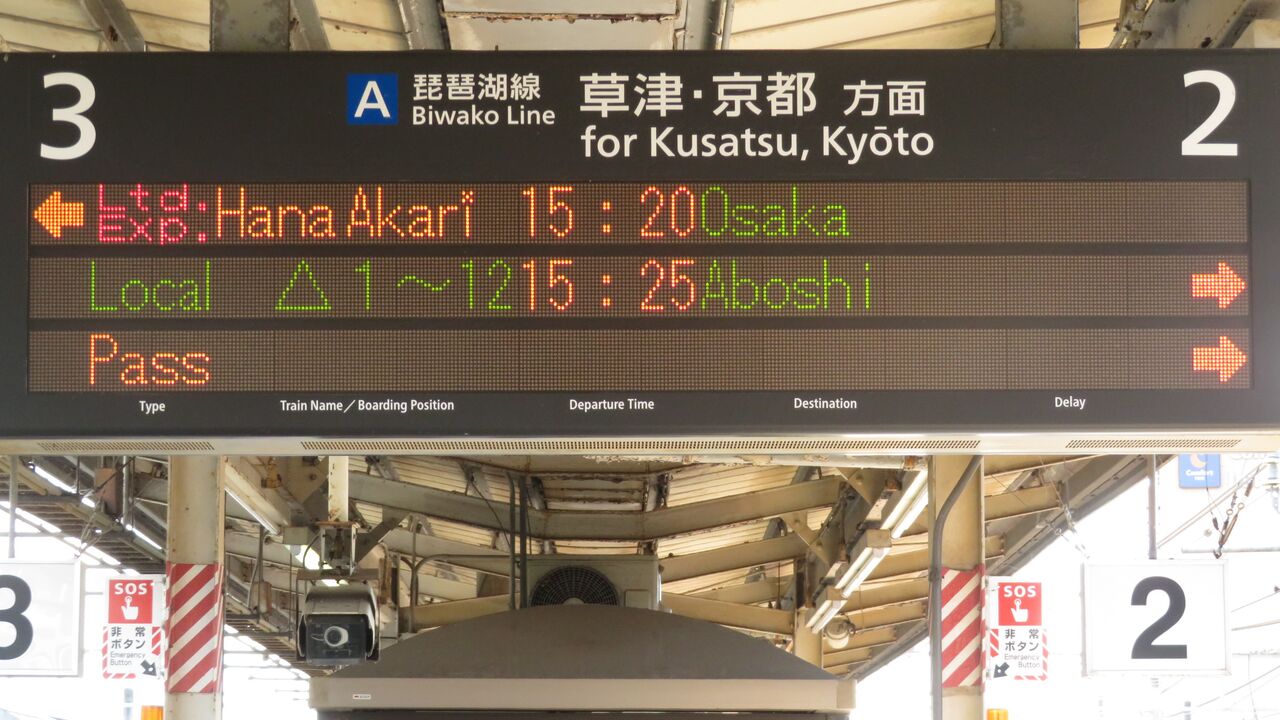 3
A
琵琶湖線
Biwako Line
草津・京都 方面
for Kusatsu, Kyōto
2
← Ltd. Exp. Hana Akari 15:20 Osaka
Local △ 1～12 15:25 Aboshi →
Pass →
Type Train Name／Boarding Position Departure Time Destination Delay
3
SOS
非常
ボタン
Emergency
Button
SOS
非常
ボタン
Emergency
Button
2